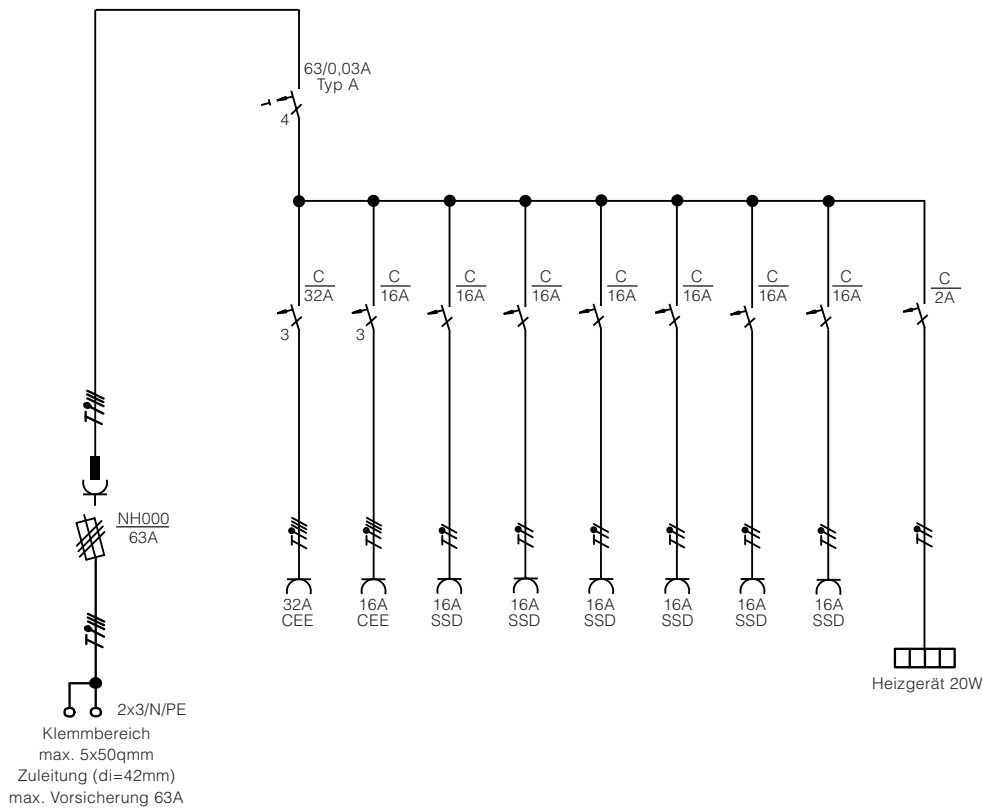 63/0,03A
Typ A
4
C
32A
C
16A
C
16A
C
16A
C
16A
C
16A
C
16A
C
16A
C
2A
3
3
NH000
63A
32A
CEE
16A
CEE
16A
SSD
16A
SSD
16A
SSD
16A
SSD
16A
SSD
16A
SSD
Heizgerät 20W
2x3/N/PE
Klemmbereich
max. 5x50qmm
Zuleitung (di=42mm)
max. Vorsicherung 63A